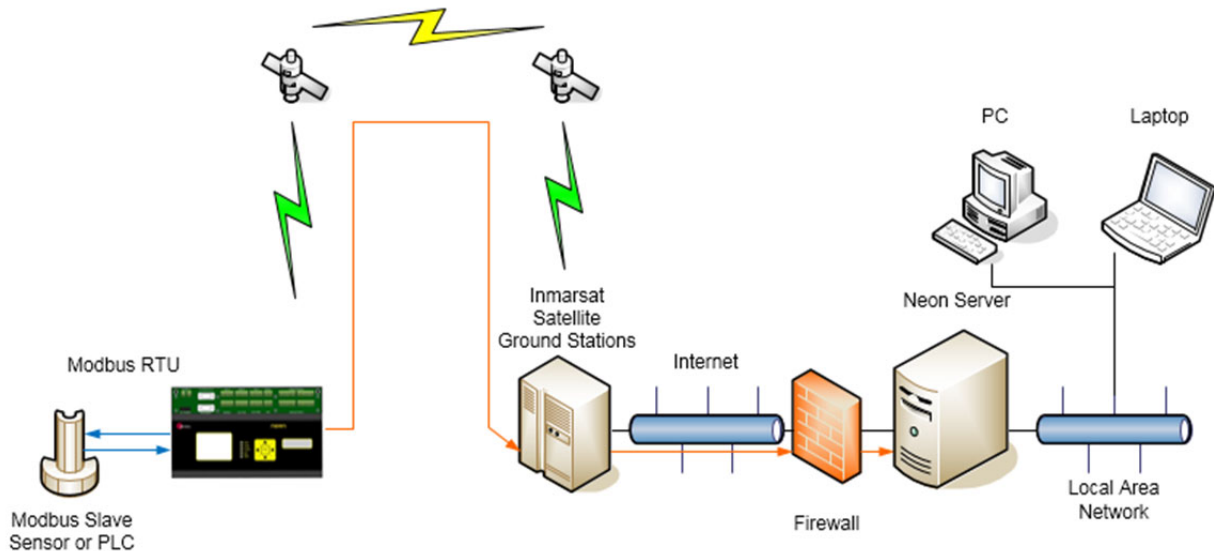 PC
Laptop
Inmarsat
Satellite
Ground Stations
Neon Server
Modbus RTU
Internet
Modbus Slave
Sensor or PLC
Firewall
Local Area
Network